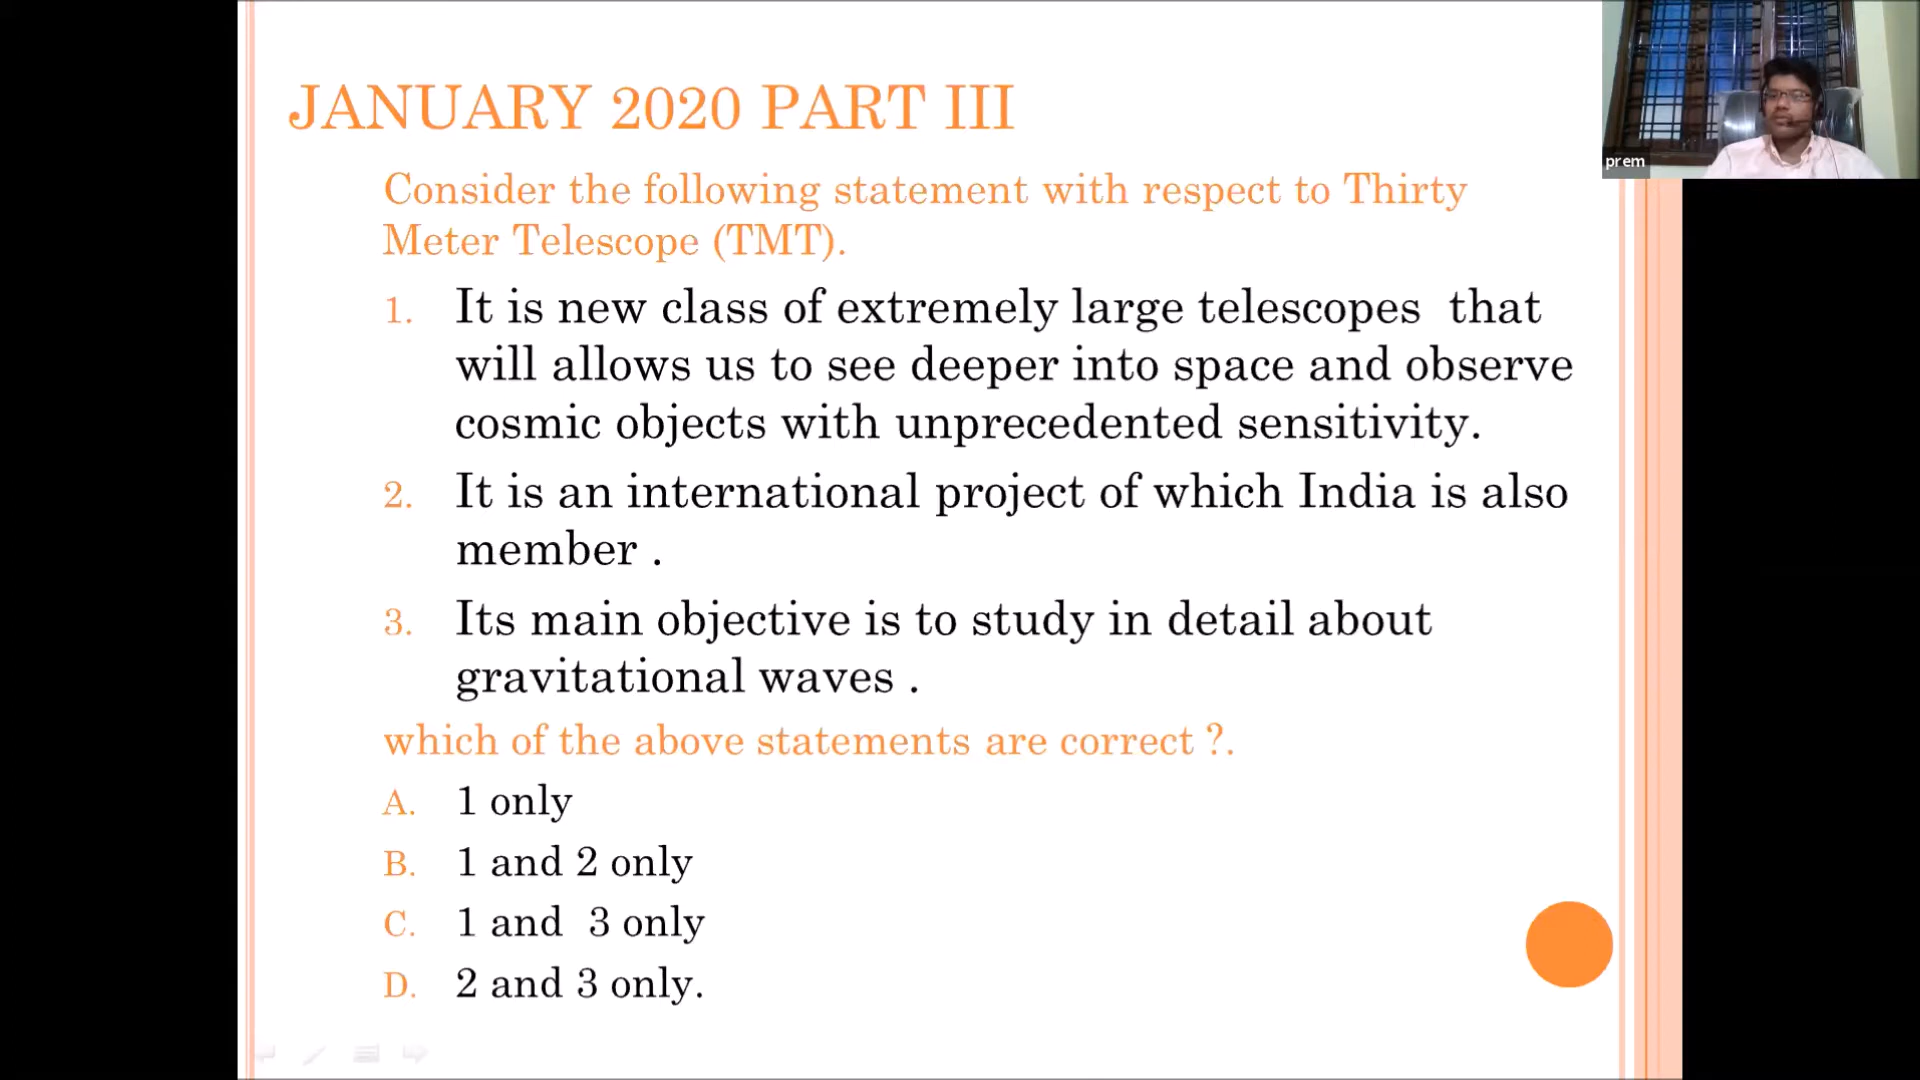 JANUARY 2020 PART III
prem
Consider the following statement with respect to Thirty
Meter Telescope (TMT).
1. It is new class of extremely large telescopes that
will allows us to see deeper into space and observe
cosmic objects with unprecedented sensitivity.
2. It is an international project of which India is also
member .
3. Its main objective is to study in detail about
gravitational waves .
which of the above statements are correct ?.
A. 1 only
B. 1 and 2 only
C. 1 and 3 only
D. 2 and 3 only.